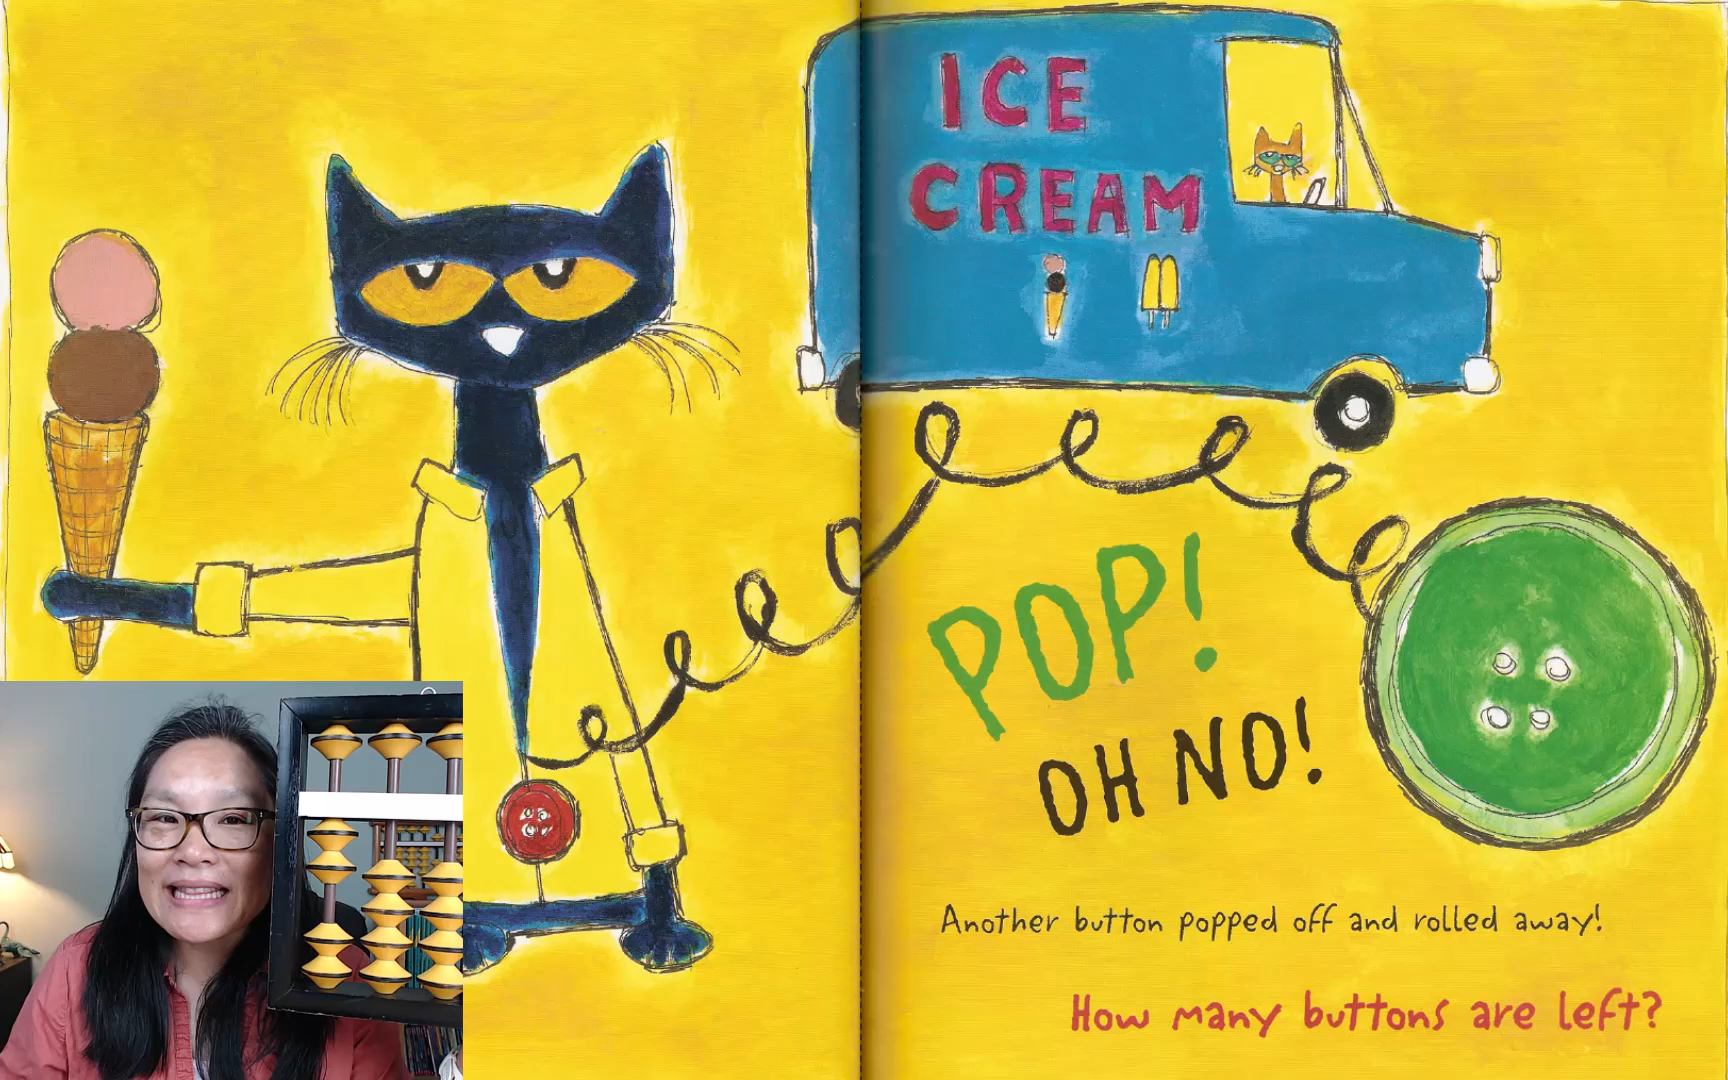 ICE
CREAM
POP!
OH NO!
Another button popped off and rolled away!
How many buttons are left?